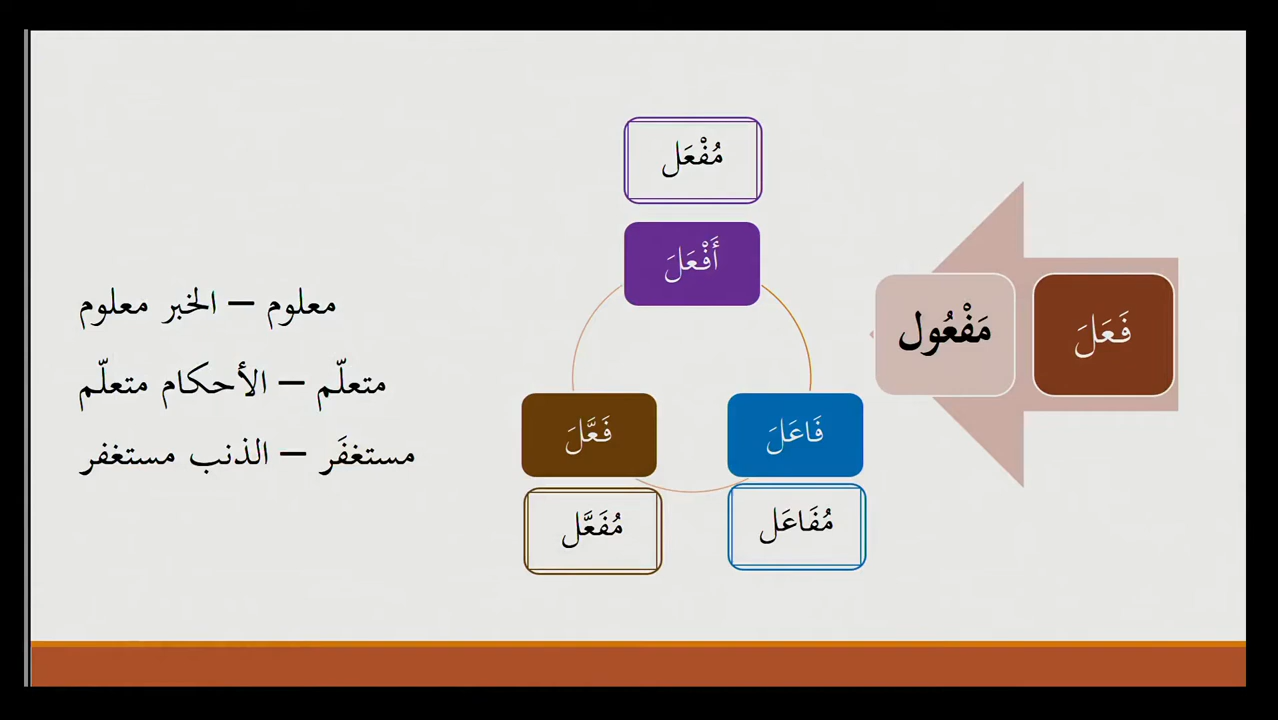 فَعَلَ
مَفْعُول
مُفْعَل
أَفْعَلَ
فَاعَلَ
مُفَاعَل
فَعَّلَ
مُفَعَّل
معلوم – الخبر معلوم
متعلّم – الأحكام متعلّم
مستغفَر – الذنب مستغفر